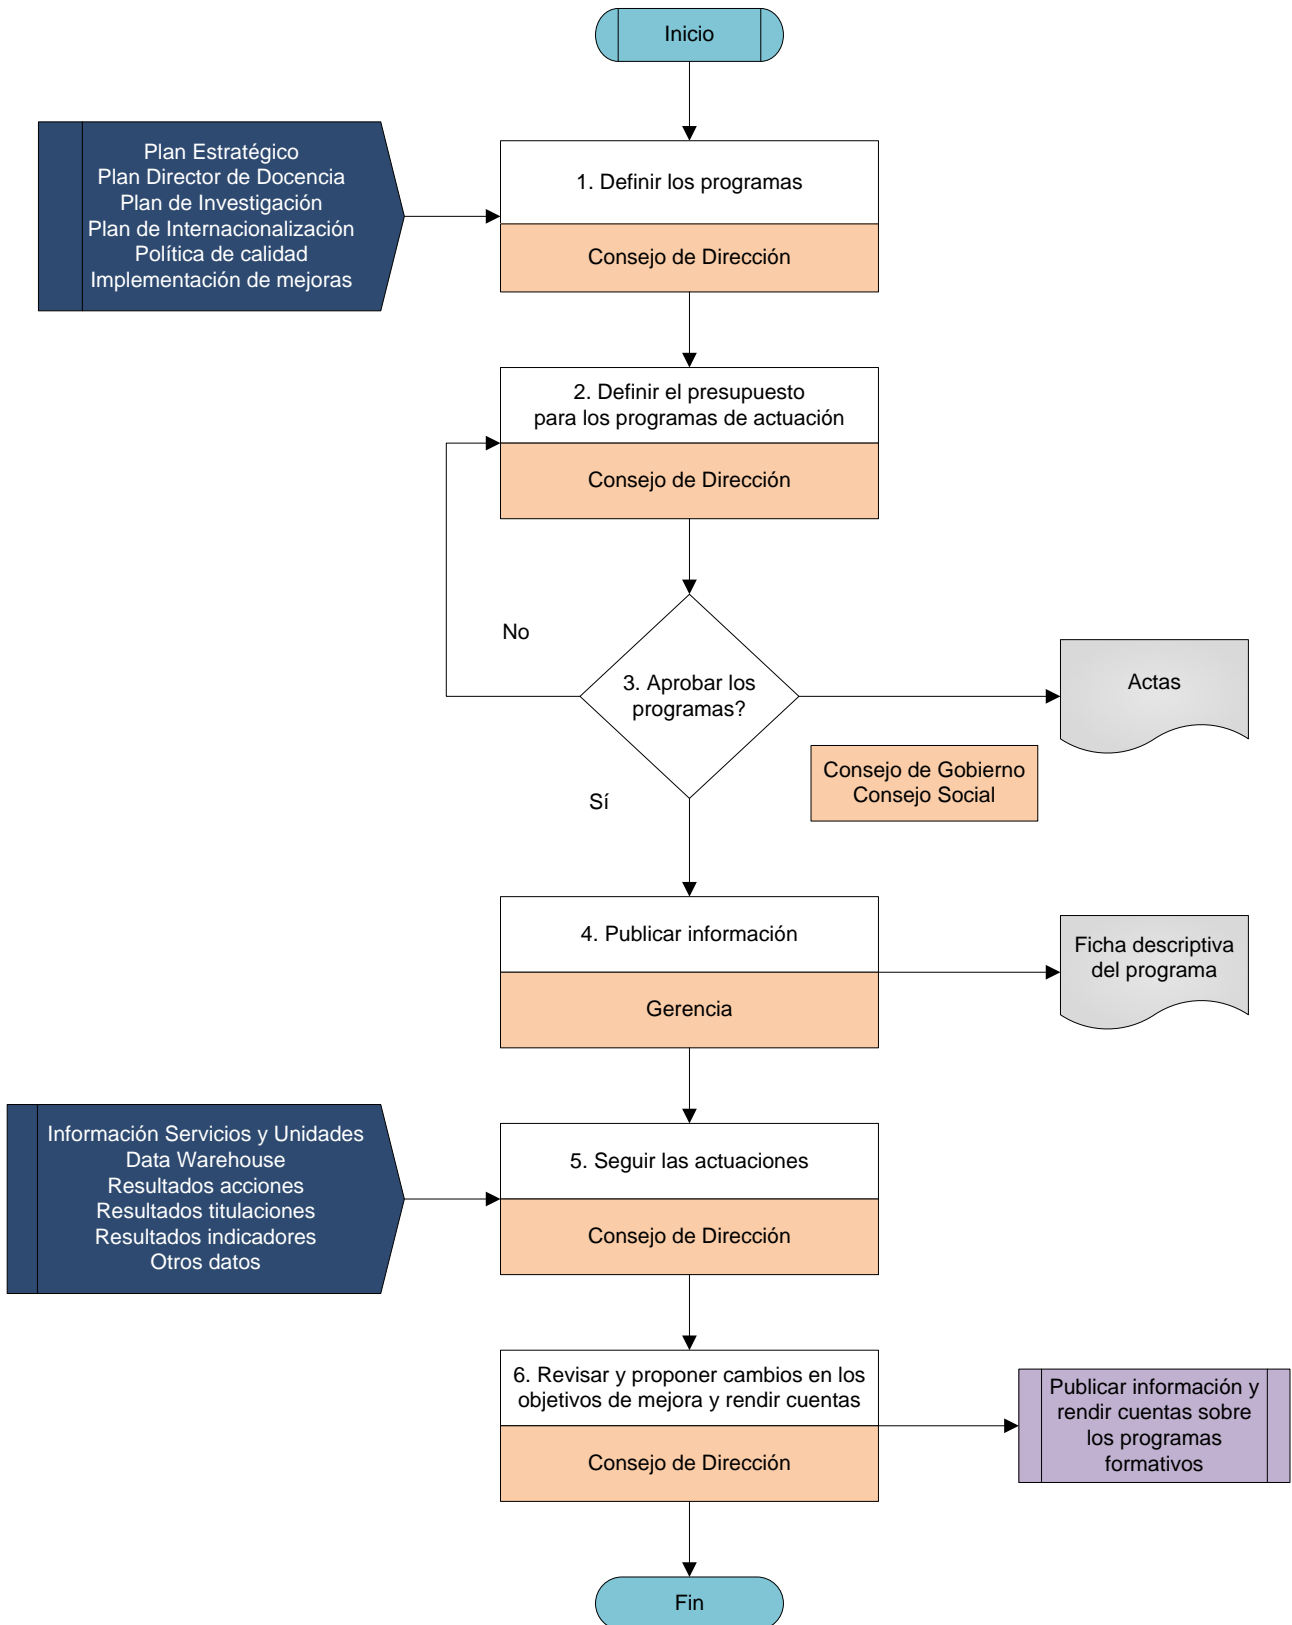 Inicio
Plan Estratégico
Plan Director de Docencia
Plan de Investigación
Plan de Internacionalización
Política de calidad
Implementación de mejoras
1. Definir los programas
Consejo de Dirección
2. Definir el presupuesto
para los programas de actuación
Consejo de Dirección
No
3. Aprobar los
programas?
Actas
Consejo de Gobierno
Consejo Social
Sí
4. Publicar información
Gerencia
Ficha descriptiva
del programa
Información Servicios y Unidades
Data Warehouse
Resultados acciones
Resultados titulaciones
Resultados indicadores
Otros datos
5. Seguir las actuaciones
Consejo de Dirección
6. Revisar y proponer cambios en los
objetivos de mejora y rendir cuentas
Consejo de Dirección
Publicar información y
rendir cuentas sobre
los programas
formativos
Fin